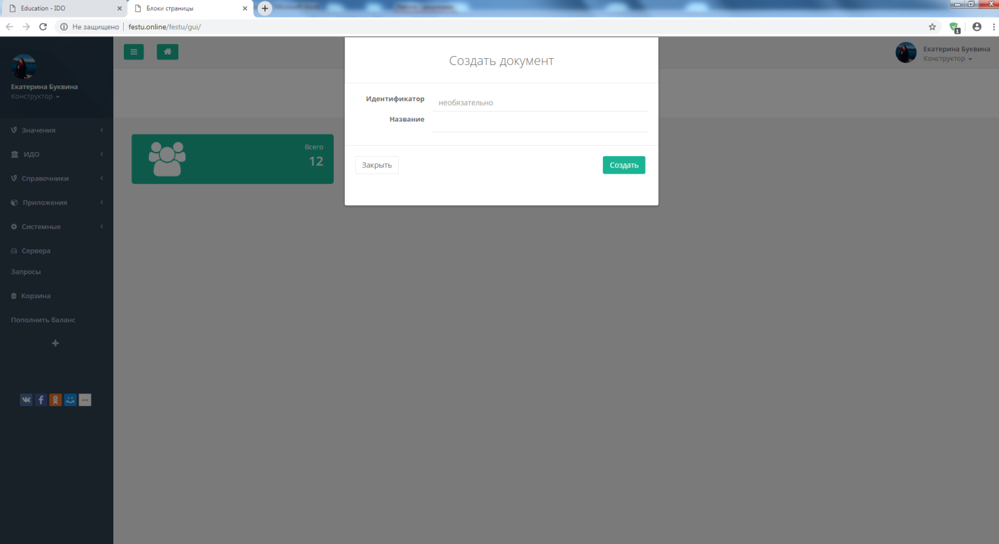 Education - IDO
Блоки страницы
Не защищено
festu.online/festu/gui/
1
Екатерина Буквина
Конструктор
Значения
ИДО
Справочники
Приложения
Системные
Сервера
Запросы
Корзина
Пополнить баланс
Всего
12
Создать документ
Идентификатор
необязательно
Название
Закрыть
Создать
Екатерина Буквина
Конструктор